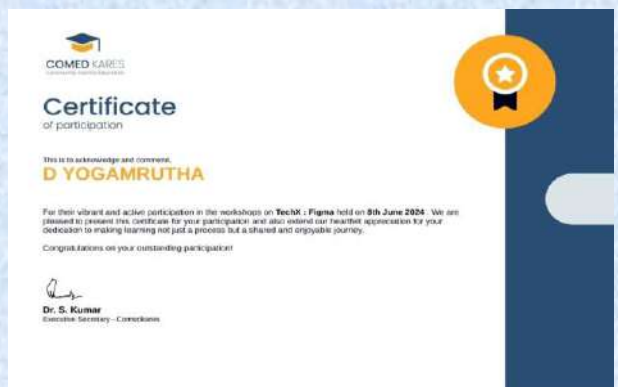 COMED KARES
Certificate
of participation
This is to acknowledge and commend,
D YOGAMRUTHA
For their vibrant and active participation in the workshops on TechX : Figma held on 8th June 2024 . We are
pleased to present this certificate for your participation and also extend our heartfelt appreciation for your
dedication to making learning not just a process but a shared and enjoyable journey.
Congratulations on your outstanding participation!
Dr. S. Kumar
Executive Secretary - ComedKares